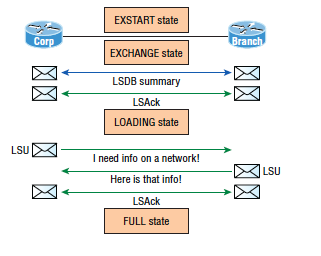 EXSTART state
Corp
Branch
EXCHANGE state
LSDB summary
LSAck
LOADING state
LSU
I need info on a network!
LSU
Here is that info!
LSAck
FULL state